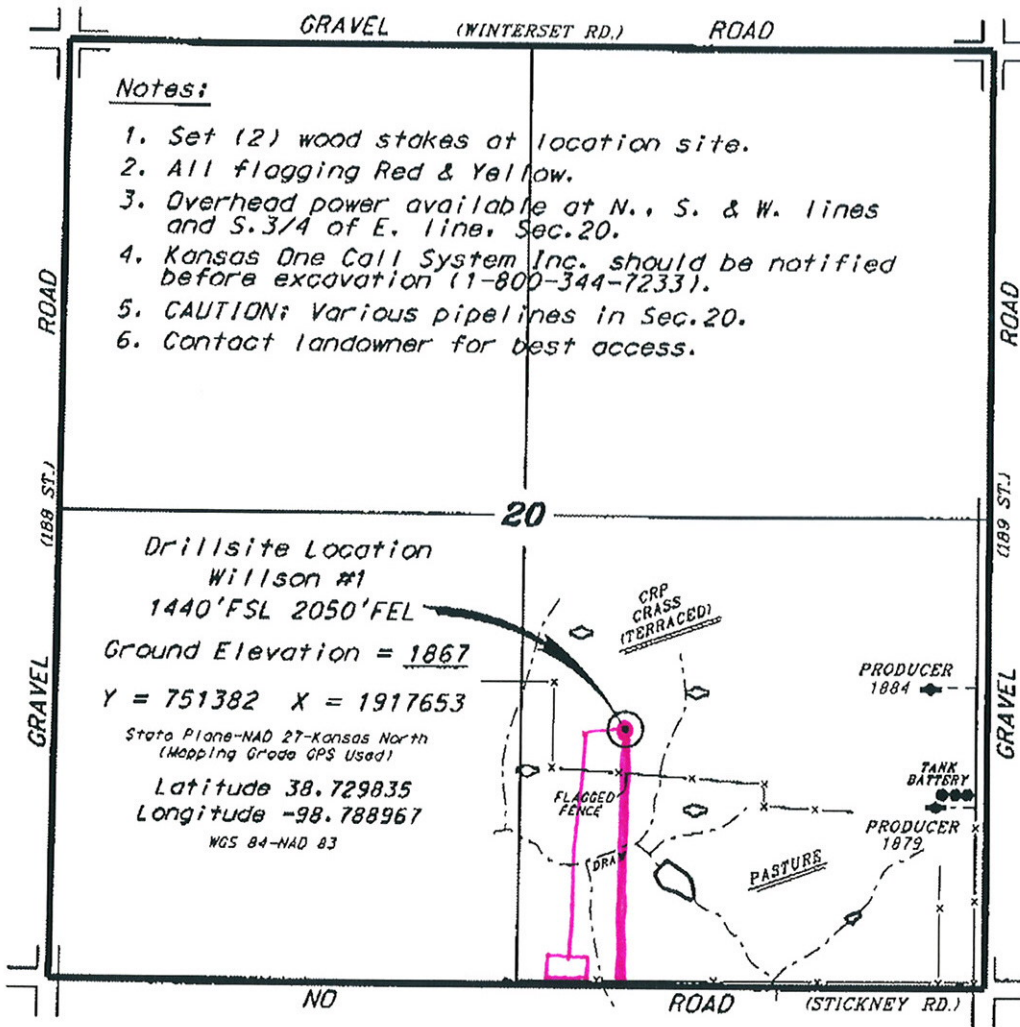 GRAVEL (WINTERSET RD.) ROAD
Notes:
1. Set (2) wood stakes at location site.
2. All flagging Red & Yellow.
3. Overhead power available at N., S. & W. lines
and S.3/4 of E. line, Sec.20.
4. Kansas One Call System Inc. should be notified
before excavation (1-800-344-7233).
5. CAUTION: Various pipelines in Sec.20.
6. Contact landowner for best access.
ROAD
(188 ST.)
GRAVEL
ROAD
(189 ST.)
GRAVEL
20
Drillsite Location
Willson #1
1440'FSL 2050'FEL
Ground Elevation = 1867
Y = 751382 X = 1917653
State Plane-NAD 27-Kansas North
(Mapping Grade GPS Used)
Latitude 38.729835
Longitude -98.788967
WGS 84-NAD 83
CRP
GRASS
(TERRACED)
PRODUCER
1884
TANK
BATTERY
PRODUCER
1879
FLAGGED
FENCE
DRAW
PASTURE
NO ROAD (STICKNEY RD.)